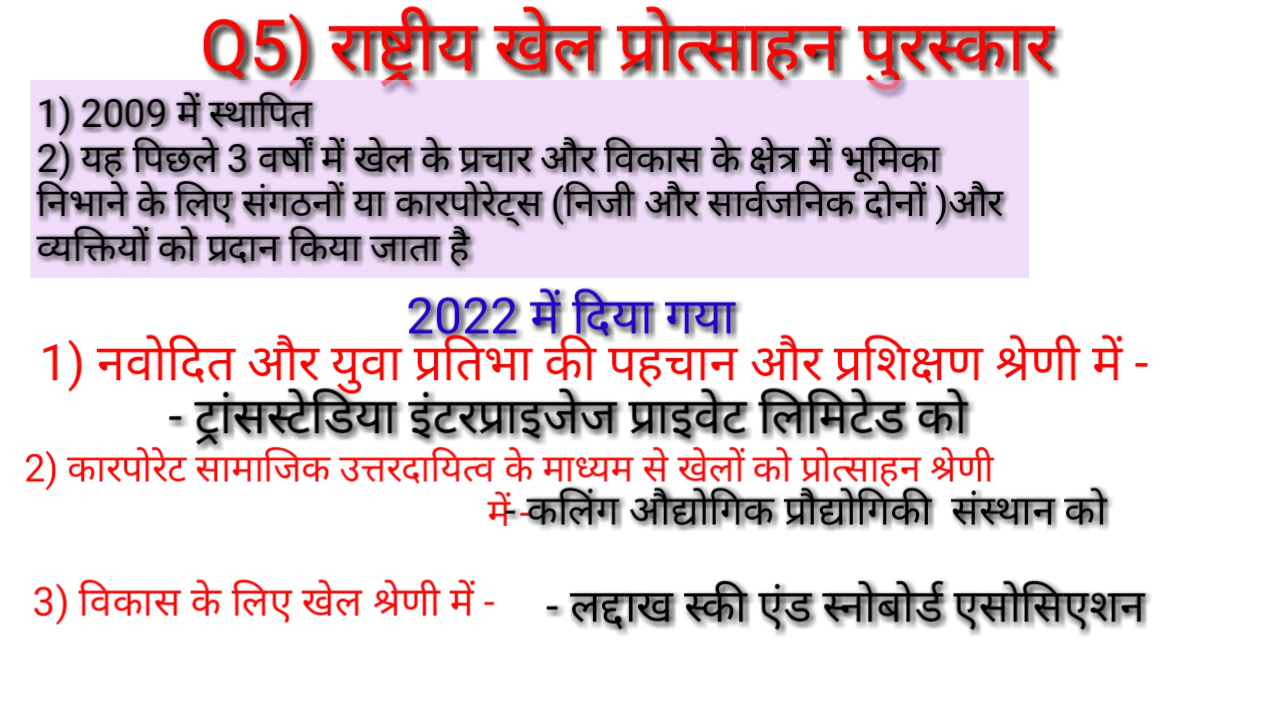 Q5) राष्ट्रीय खेल प्रोत्साहन पुरस्कार
1) 2009 में स्थापित
2) यह पिछले 3 वर्षों में खेल के प्रचार और विकास के क्षेत्र में भूमिका
निभाने के लिए संगठनों या कारपोरेट्स (निजी और सार्वजनिक दोनों )और
व्यक्तियों को प्रदान किया जाता है
2022 में दिया गया
1) नवोदित और युवा प्रतिभा की पहचान और प्रशिक्षण श्रेणी में -
- ट्रांसस्टेडिया इंटरप्राइजेज प्राइवेट लिमिटेड को
2) कारपोरेट सामाजिक उत्तरदायित्व के माध्यम से खेलों को प्रोत्साहन श्रेणी
में - - कलिंग औद्योगिक प्रौद्योगिकी संस्थान को
3) विकास के लिए खेल श्रेणी में - - लद्दाख स्की एंड स्नोबोर्ड एसोसिएशन